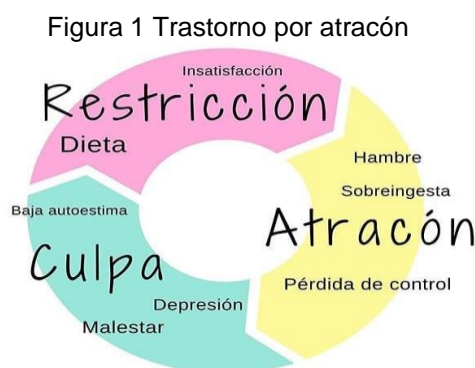 Figura 1 Trastorno por atracón
Insatisfacción
Restricción
Dieta
Hambre
Sobreingesta
Atracón
Pérdida de control
Baja autoestima
Culpa
Depresión
Malestar